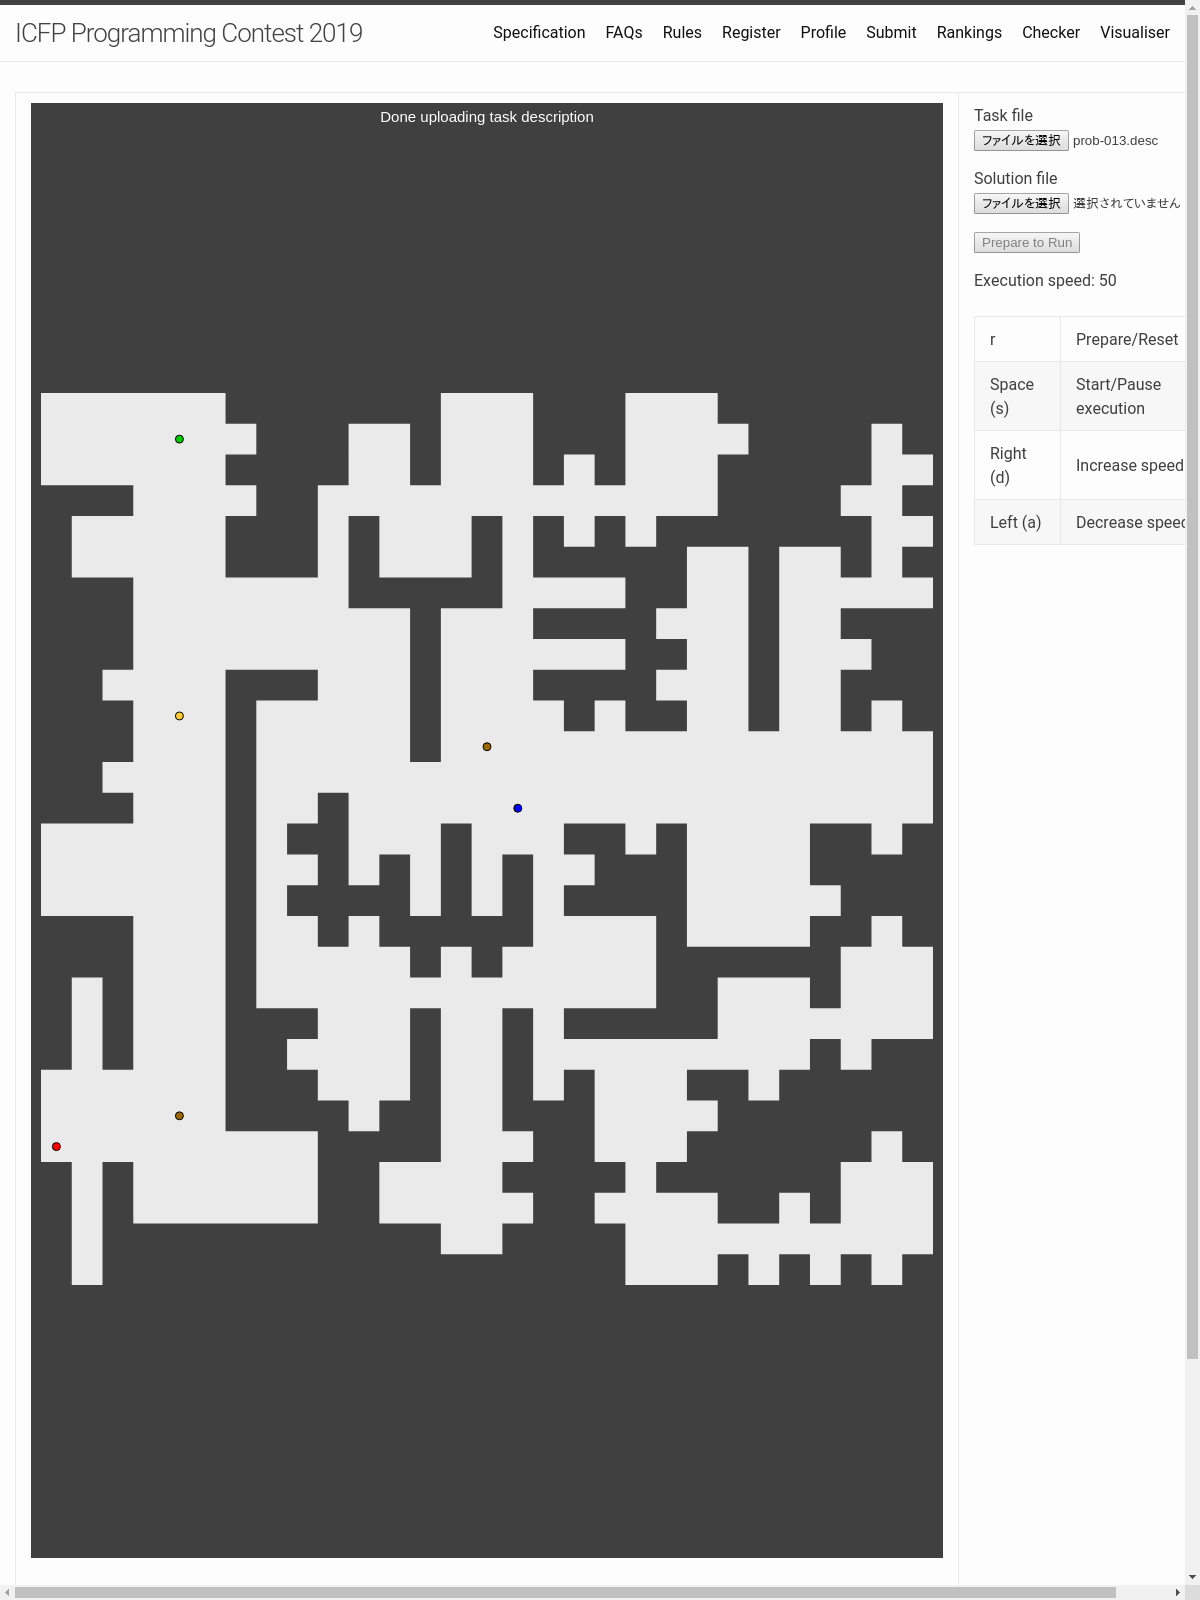 ICFP Programming Contest 2019
Specification FAQs Rules Register Profile Submit Rankings Checker Visualiser
Done uploading task description
Task file
ファイルを選択 prob-013.desc
Solution file
ファイルを選択 選択されていません
Prepare to Run
Execution speed: 50
r Prepare/Reset
Space Start/Pause
(s) execution
Right Increase speed
(d)
Left (a) Decrease speed